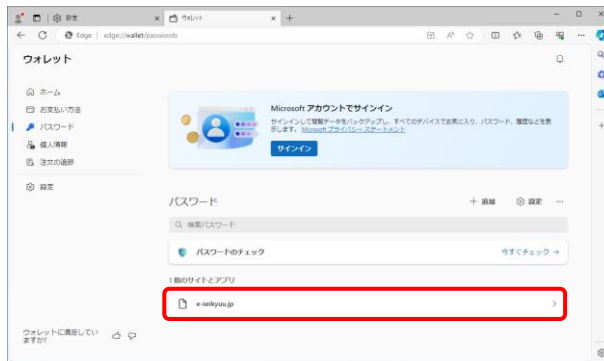 設定
ウォレット
Edge
edge://wallet/passwords
ウォレット
ホーム
お支払い方法
パスワード
個人情報
注文の追跡
設定
Microsoft アカウントでサインイン
サインインして閲覧データをバックアップし、すべてのデバイスでお気に入り、パスワード、履歴などを表
示します。 Microsoft プライバシー ステートメント
サインイン
パスワード
追加
設定
検索パスワード
パスワードのチェック
今すぐチェック
1 個のサイトとアプリ
e-seikyuu.jp
ウォレットに満足してい
ますか?